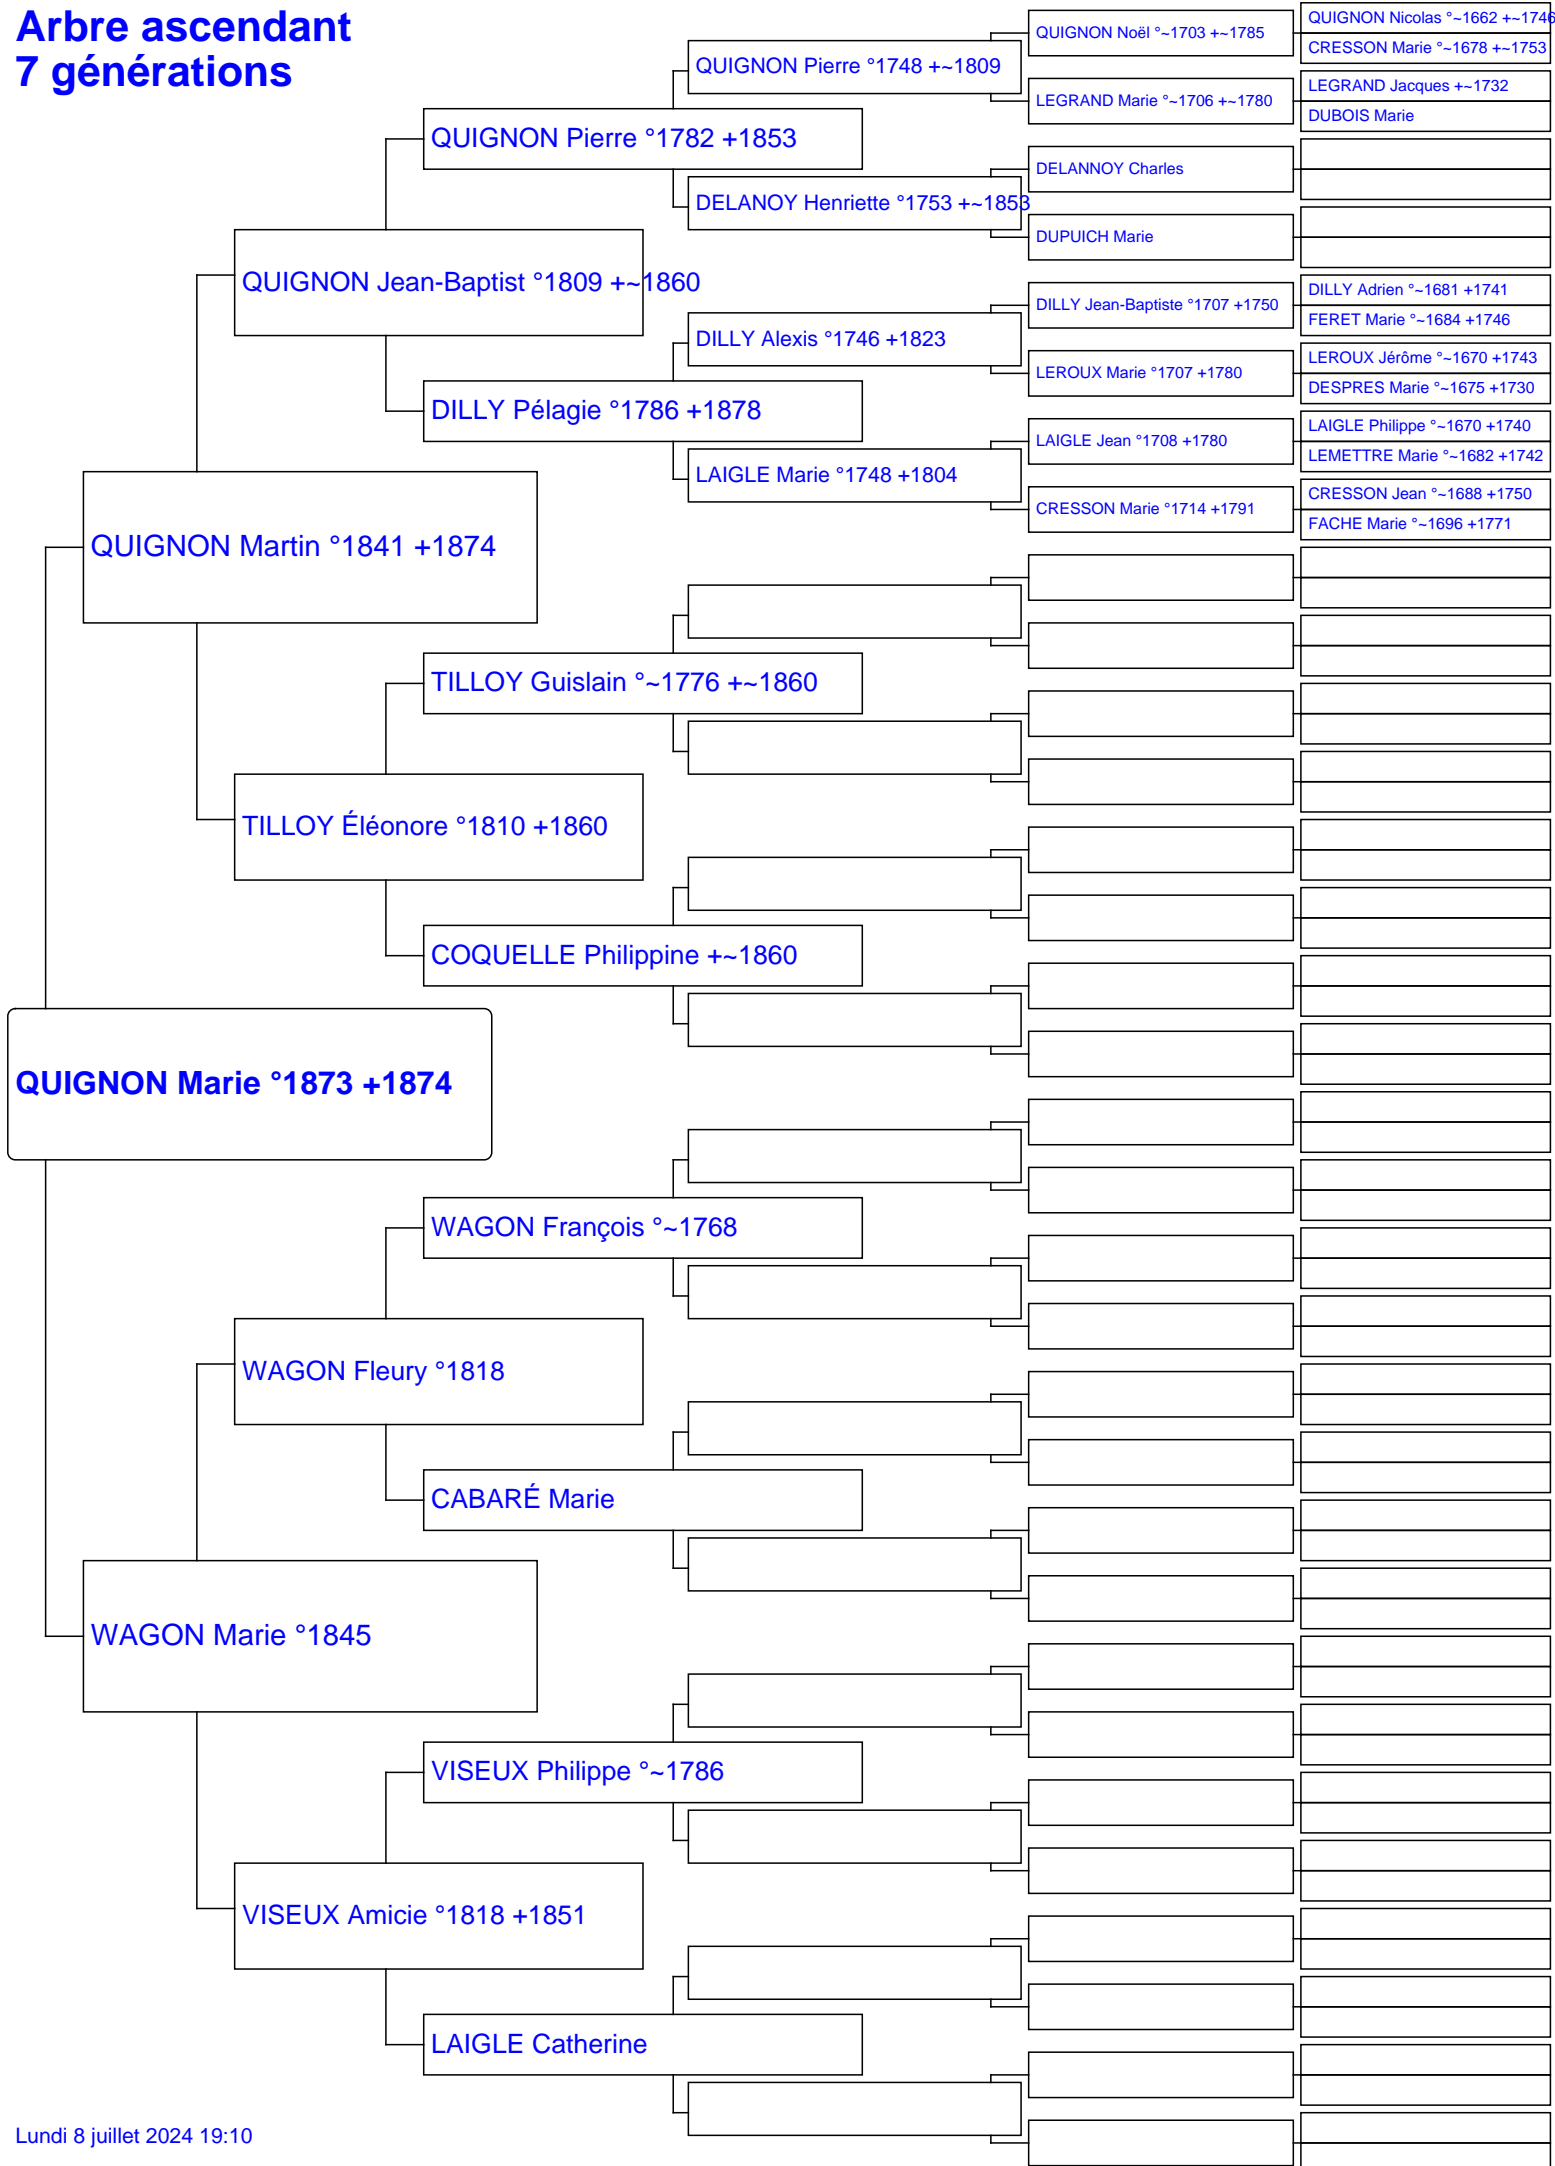 Arbre ascendant
7 générations
QUIGNON Marie °1873 +1874
QUIGNON Martin °1841 +1874
WAGON Marie °1845
QUIGNON Jean-Baptist °1809 +~1860
TILLOY Éléonore °1810 +1860
WAGON Fleury °1818
VISEUX Amicie °1818 +1851
QUIGNON Pierre °1782 +1853
DILLY Pélagie °1786 +1878
TILLOY Guislain °~1776 +~1860
COQUELLE Philippine +~1860
WAGON François °~1768
CABARÉ Marie
VISEUX Philippe °~1786
LAIGLE Catherine
QUIGNON Pierre °1748 +~1809
DELANOY Henriette °1753 +~1853
DILLY Alexis °1746 +1823
LAIGLE Marie °1748 +1804
QUIGNON Noël °~1703 +~1785
LEGRAND Marie °~1706 +~1780
DELANNOY Charles
DUPUICH Marie
DILLY Jean-Baptiste °1707 +1750
LEROUX Marie °1707 +1780
LAIGLE Jean °1708 +1780
CRESSON Marie °1714 +1791
QUIGNON Nicolas °~1662 +~1746
CRESSON Marie °~1678 +~1753
LEGRAND Jacques +~1732
DUBOIS Marie
DILLY Adrien °~1681 +1741
FERET Marie °~1684 +1746
LEROUX Jérôme °~1670 +1743
DESPRES Marie °~1675 +1730
LAIGLE Philippe °~1670 +1740
LEMETTRE Marie °~1682 +1742
CRESSON Jean °~1688 +1750
FACHE Marie °~1696 +1771
Lundi 8 juillet 2024 19:10